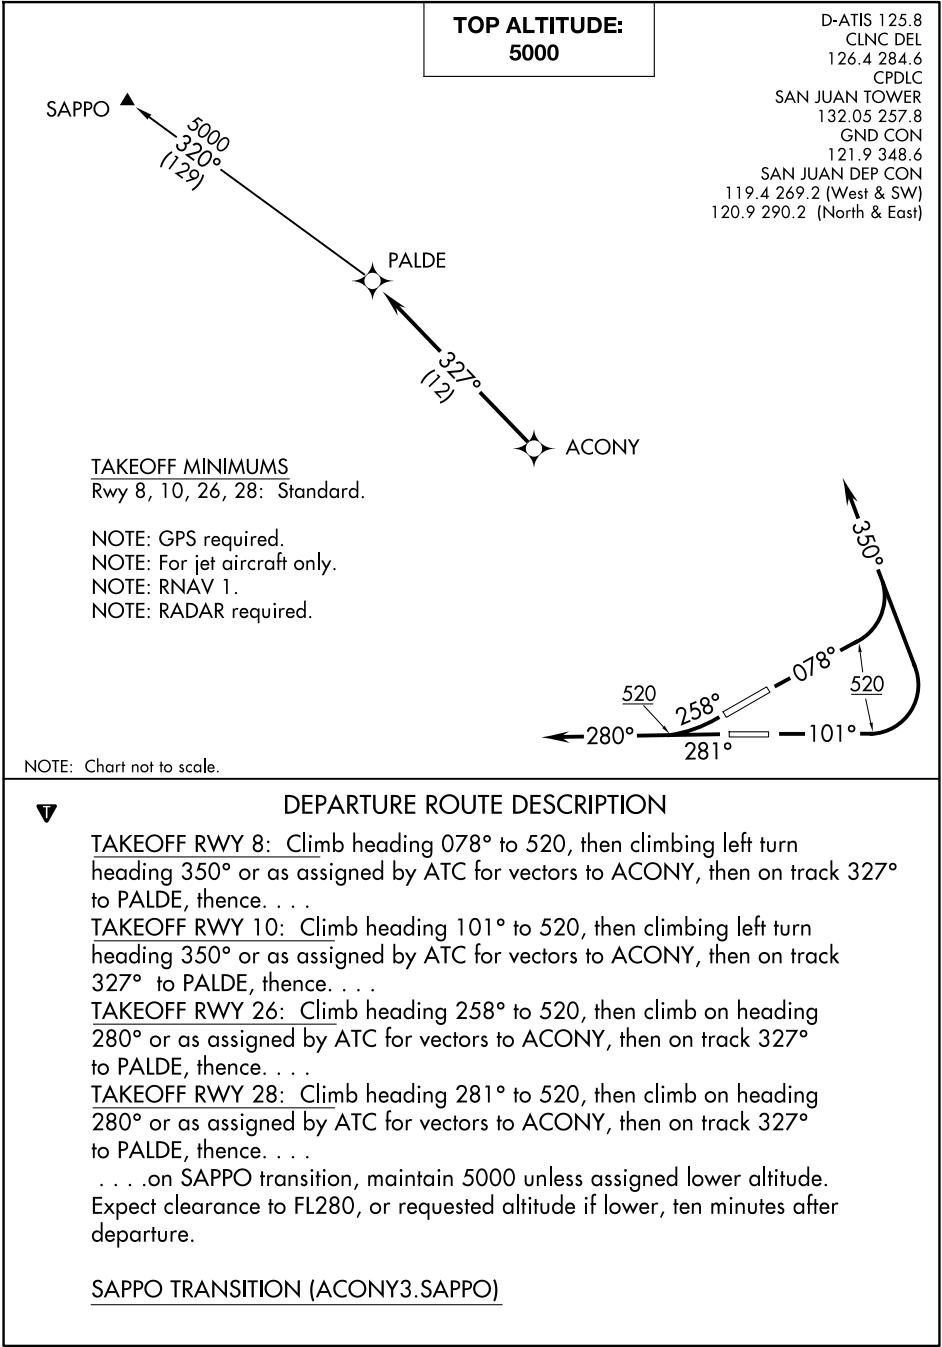 TOP ALTITUDE:
5000
D-ATIS 125.8
CLNC DEL
126.4 284.6
CPDLC
SAN JUAN TOWER
132.05 257.8
GND CON
121.9 348.6
SAN JUAN DEP CON
119.4 269.2 (West & SW)
120.9 290.2 (North & East)
SAPPO
5000
320°
(129)
PALDE
327°
(12)
ACONY
TAKEOFF MINIMUMS
Rwy 8, 10, 26, 28: Standard.
NOTE: GPS required.
NOTE: For jet aircraft only.
NOTE: RNAV 1.
NOTE: RADAR required.
350°
078°
520
520
258°
280°
281°
101°
NOTE: Chart not to scale.
T
DEPARTURE ROUTE DESCRIPTION
TAKEOFF RWY 8: Climb heading 078° to 520, then climbing left turn
heading 350° or as assigned by ATC for vectors to ACONY, then on track 327°
to PALDE, thence. . . .
TAKEOFF RWY 10: Climb heading 101° to 520, then climbing left turn
heading 350° or as assigned by ATC for vectors to ACONY, then on track
327° to PALDE, thence. . . .
TAKEOFF RWY 26: Climb heading 258° to 520, then climb on heading
280° or as assigned by ATC for vectors to ACONY, then on track 327°
to PALDE, thence. . . .
TAKEOFF RWY 28: Climb heading 281° to 520, then climb on heading
280° or as assigned by ATC for vectors to ACONY, then on track 327°
to PALDE, thence. . . .
. . . .on SAPPO transition, maintain 5000 unless assigned lower altitude.
Expect clearance to FL280, or requested altitude if lower, ten minutes after
departure.
SAPPO TRANSITION (ACONY3.SAPPO)